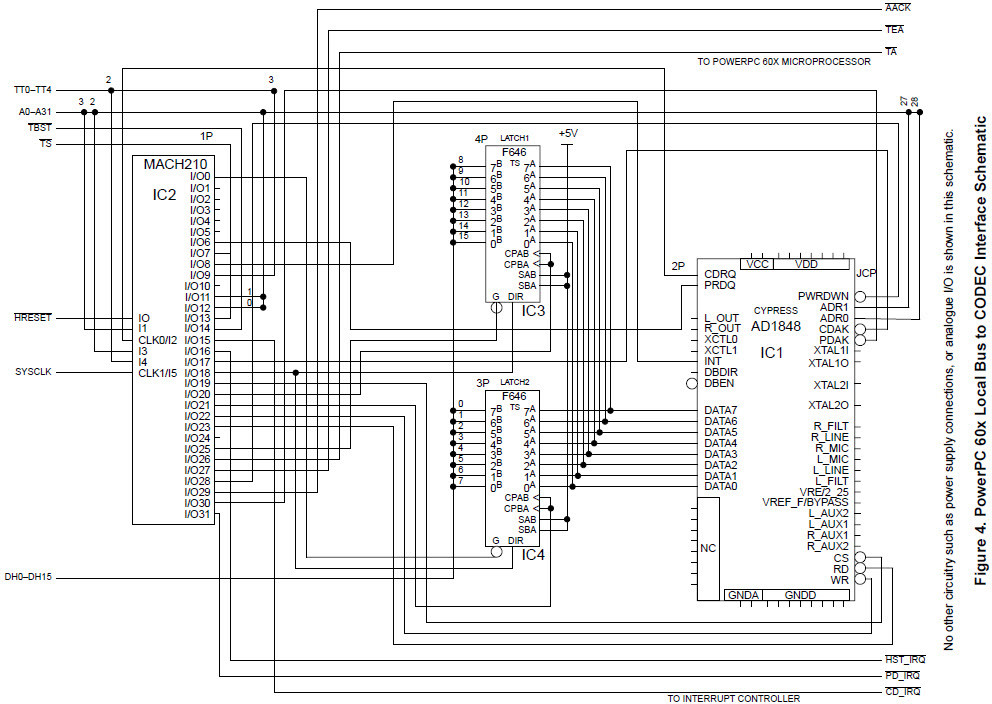 AACK
TEA
TA
TO POWERPC 60X MICROPROCESSOR
TT0–TT4
2
3
A0–A31
3 2
27
28
TBST
TS
1P
MACH210
IC2
I/O0
I/O1
I/O2
I/O3
I/O4
I/O5
I/O6
I/O7
I/O8
I/O9
I/O10
I/O11
I/O12
I/O13
I/O14
I/O15
I/O16
I/O17
I/O18
I/O19
I/O20
I/O21
I/O22
I/O23
I/O24
I/O25
I/O26
I/O27
I/O28
I/O29
I/O30
I/O31
1
0
HRESET
IO
I1
CLK0/I2
I3
I4
SYSCLK
CLK1/I5
DH0–DH15
4P
LATCH1
+5V
F646
TS
8
9
10
11
12
13
14
15
7B
6B
5B
4B
3B
2B
1B
0B
7A
6A
5A
4A
3A
2A
1A
0A
CPAB
CPBA
SAB
SBA
G DIR
IC3
3P
LATCH2
F646
TS
0
1
2
3
4
5
6
7
7B
6B
5B
4B
3B
2B
1B
0B
7A
6A
5A
4A
3A
2A
1A
0A
CPAB
CPBA
SAB
SBA
G DIR
IC4
2P
VCC
VDD
JCP
CDRQ
PRDQ
L_OUT
R_OUT
XCTL0
XCTL1
INT
DBDIR
DBEN
DATA7
DATA6
DATA5
DATA4
DATA3
DATA2
DATA1
DATA0
NC
GNDA
GNDD
CYPRESS
AD1848
IC1
PWRDWN
ADR1
ADR0
CDAK
PDAK
XTAL1I
XTAL1O
XTAL2I
XTAL2O
R_FILT
R_LINE
R_MIC
L_MIC
L_LINE
L_FILT
VRE/2_25
VREF_F/BYPASS
L_AUX2
L_AUX1
R_AUX1
R_AUX2
CS
RD
WR
HST_IRQ
PD_IRQ
CD_IRQ
TO INTERRUPT CONTROLLER
No other circuitry such as power supply connections, or analogue I/O is shown in this schematic.
Figure 4. PowerPC 60x Local Bus to CODEC Interface Schematic